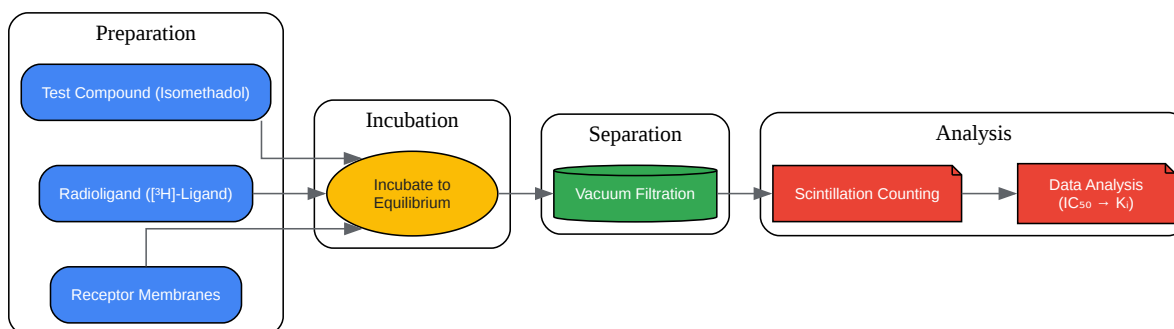 Preparation
Test Compound (Isomethadol)
Radioligand ([³H]-Ligand)
Receptor Membranes
Incubation
Incubate to
Equilibrium
Separation
Vacuum Filtration
Analysis
Scintillation Counting
Data Analysis
(IC₅₀ → Kᵢ)